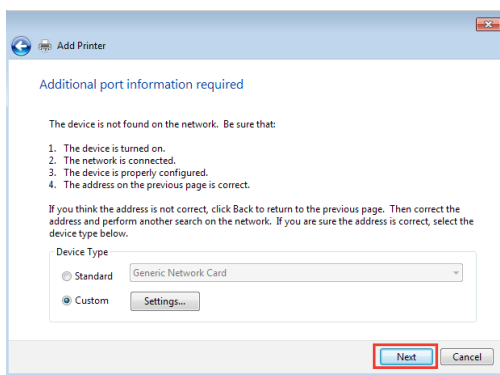 Add Printer
Additional port information required
The device is not found on the network. Be sure that:
1. The device is turned on.
2. The network is connected.
3. The device is properly configured.
4. The address on the previous page is correct.
If you think the address is not correct, click Back to return to the previous page. Then correct the
address and perform another search on the network. If you are sure the address is correct, select the
device type below.
Device Type
Standard Generic Network Card
Custom Settings...
Next Cancel